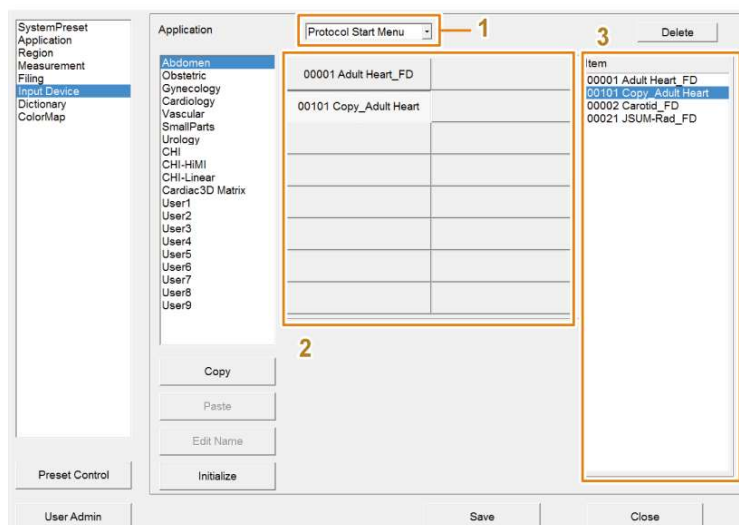 SystemPreset
Application
Region
Measurement
Filing
Input Device
Dictionary
ColorMap
Preset Control
User Admin
Application
Protocol Start Menu
1
Delete
Abdomen
Obstetric
Gynecology
Cardiology
Vascular
SmallParts
Urology
CHI
CHI-HiMI
CHI-Linear
Cardiac3D Matrix
User1
User2
User3
User4
User5
User6
User7
User8
User9
Copy
Paste
Edit Name
Initialize
00001 Adult Heart_FD
00101 Copy_Adult Heart
2
3
Item
00001 Adult Heart_FD
00101 Copy_Adult Heart
00002 Carotid_FD
00021 JSUM-Rad_FD
Save
Close